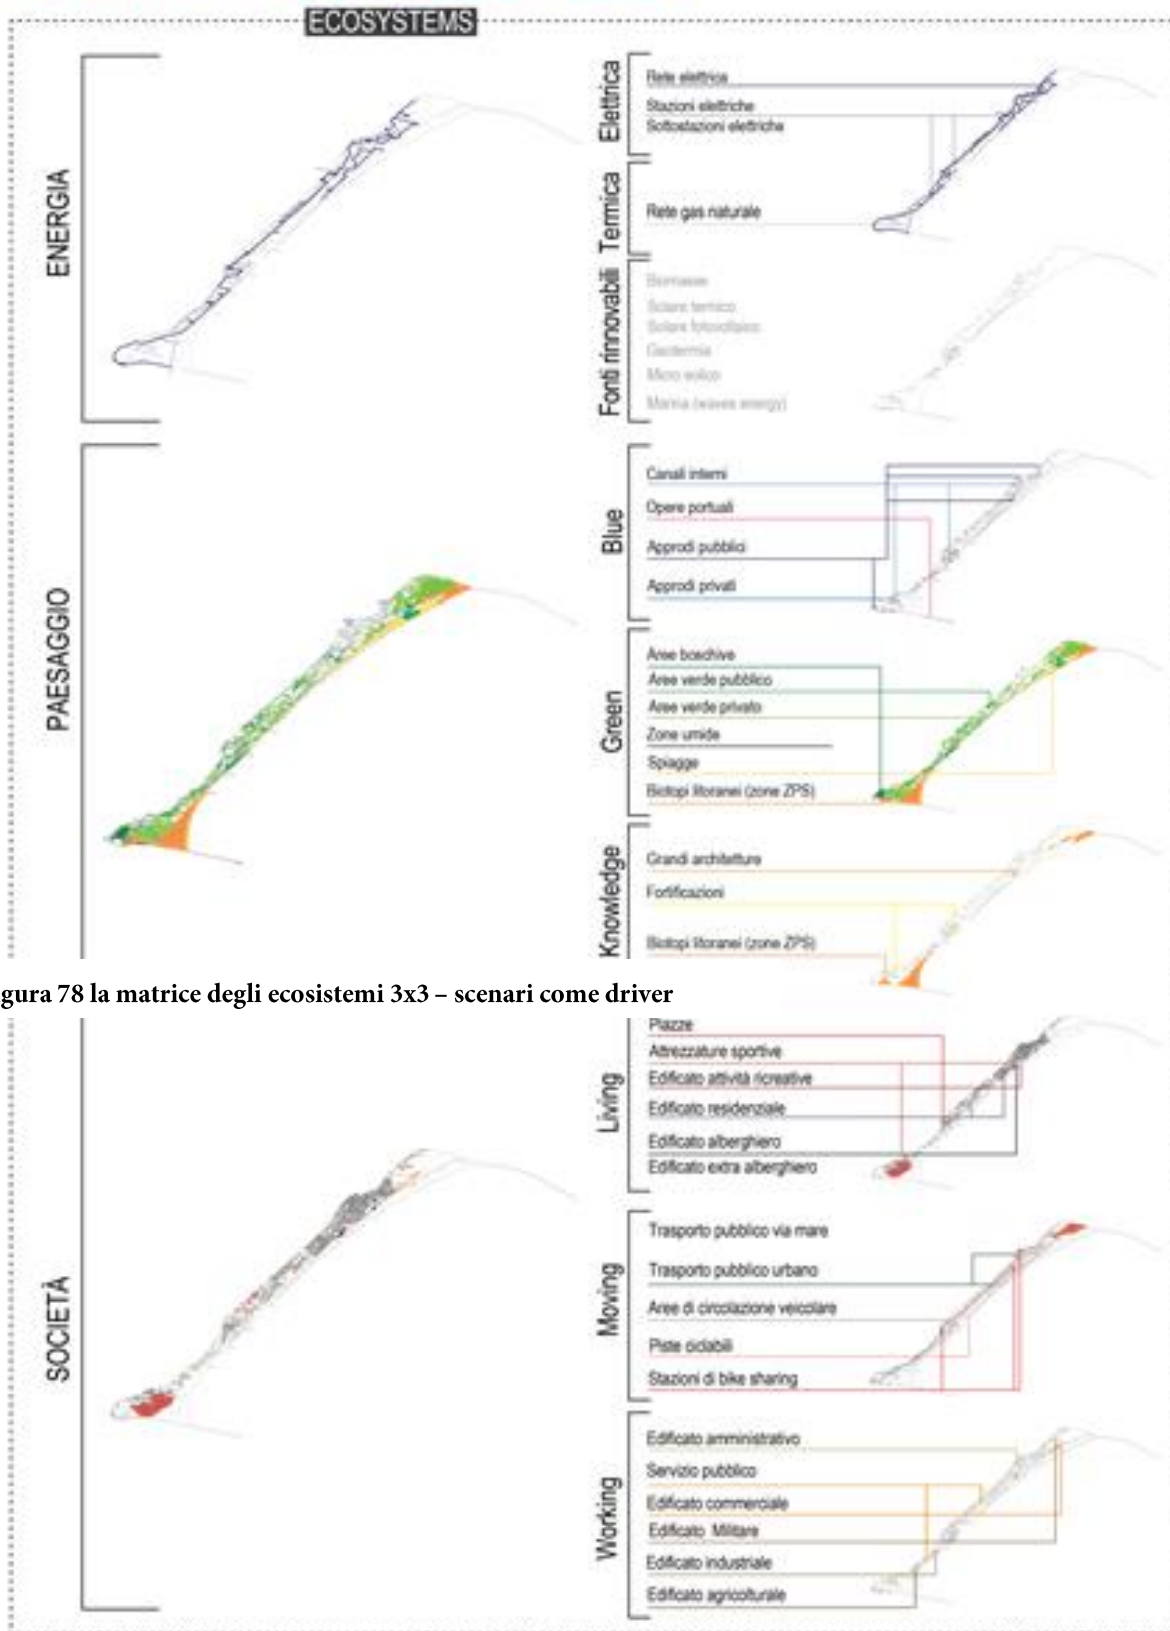 ECOSYSTEMS
ENERGIA
Elettrica
Rete elettrica
Stazioni elettriche
Sottostazioni elettriche
Termica
Rete gas naturale
Fonti rinnovabili
Biomasse
Solare termico
Solare fotovoltaico
Geotermia
Micro eolico
Marina (waves energy)
PAESAGGIO
Blue
Canali interni
Opere portuali
Approdi pubblici
Approdi privati
Green
Aree boschive
Aree verde pubblico
Aree verde privato
Zone umide
Spiagge
Biotopi litoranei (zone ZPS)
Knowledge
Grandi architetture
Fortificazioni
Biotopi litoranei (zone ZPS)
gura 78 la matrice degli ecosistemi 3x3 – scenari come driver
SOCIETÀ
Living
Piazze
Attrezzature sportive
Edificato attività ricreative
Edificato residenziale
Edificato alberghiero
Edificato extra alberghiero
Moving
Trasporto pubblico via mare
Trasporto pubblico urbano
Aree di circolazione veicolare
Piste ciclabili
Stazioni di bike sharing
Working
Edificato amministrativo
Servizio pubblico
Edificato commerciale
Edificato Militare
Edificato industriale
Edificato agricolturale